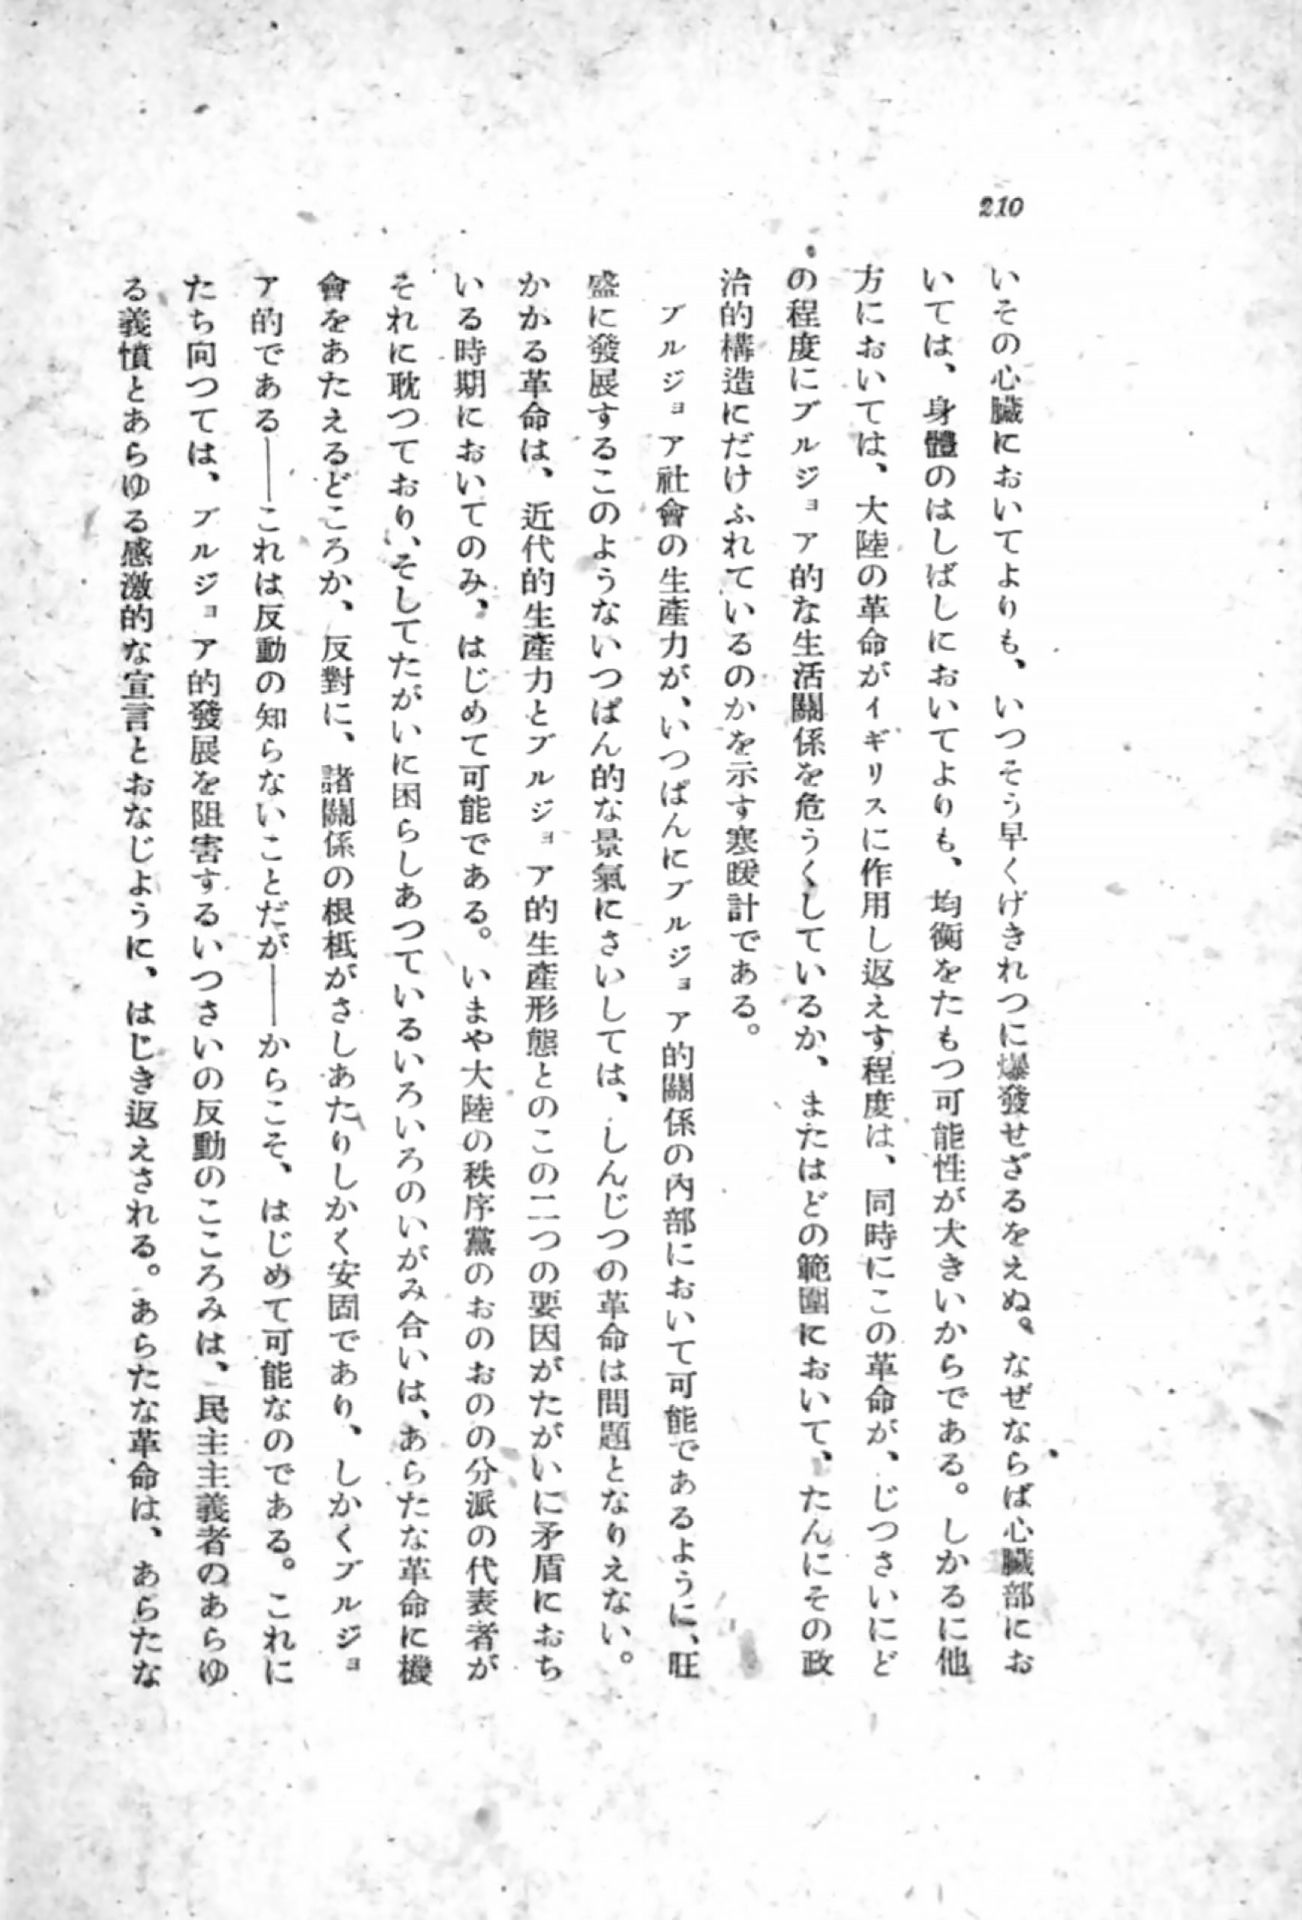 210
いその心臟においてよりも、いつそう早くげきれつに爆發せざるをえぬ。なぜならば心臟部にお
いては、身體のはしばしにおいてよりも、均衡をたもつ可能性が大きいからである。しかるに他
方においては、大陸の革命がイギリスに作用し返えす程度は、同時にこの革命が、じつさいにど
の程度にブルジョア的な生活關係を危うくしているか、またはどの範圍において、たんにその政
治的構造にだけふれているのかを示す寒暖計である。
ブルジョア社會の生產力が、いつぱんにブルジョア的關係の內部において可能であるように、旺
盛に發展するこのようないつぱん的な景氣にさいしては、しんじつの革命は問題となりえない。
かかる革命は、近代的生產力とブルジョア的生產形態とのこの二つの要因がたがいに矛盾におち
いる時期においてのみ、はじめて可能である。いまや大陸の秩序黨のおのおのの分派の代表者が
それに耽つており、そしてたがいに困らしあつているいろいろのいがみ合いは、あらたな革命に機
會をあたえるどころか、反對に、諸關係の根柢がさしあたりしかく安固であり、しかくブルジョ
ア的である――これは反動の知らないことだが――からこそ、はじめて可能なのである。これに
たち向つては、ブルジョア的發展を阻害するいつさいの反動のこころみは、民主主義者のあらゆ
る義憤とあらゆる感激的な宣言とおなじように、はじき返えされる。あらたな革命は、あらたな